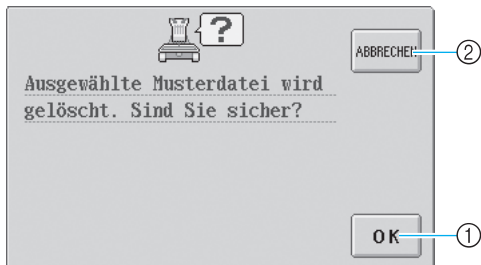 ?
ABBRECHEN
②
Ausgewählte Musterdatei wird
gelöscht. Sind Sie sicher?
OK
①